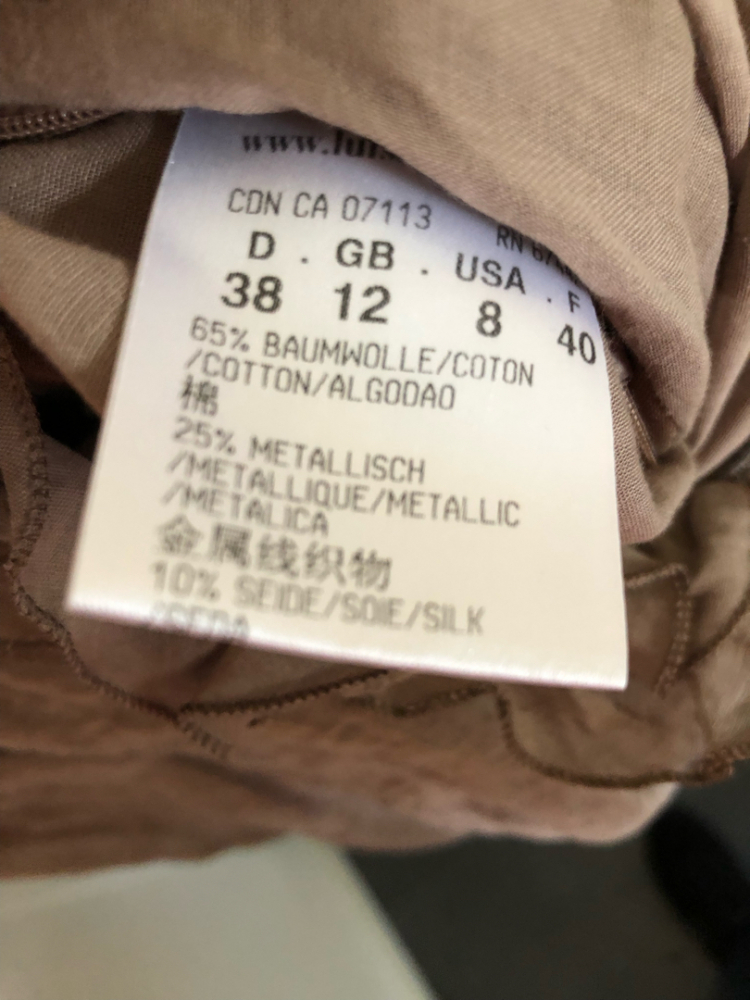 CDN CA 07113
D . GB . USA . F
38 12 8 40
65% BAUMWOLLE/COTON
/COTTON/ALGODAO
棉
25% METALLISCH
/METALLIQUE/METALLIC
/METALICA
金属线织物
10% SEIDE/SOIE/SILK
/SEDA